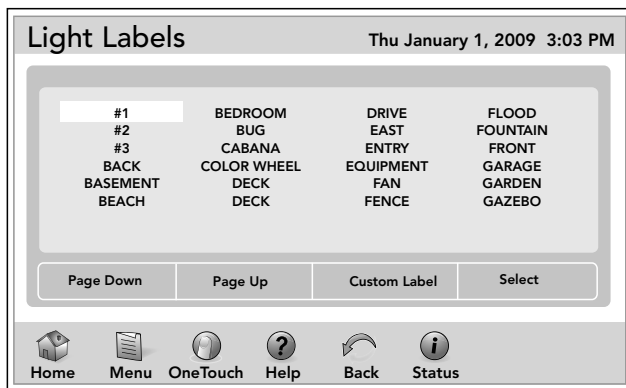 Light Labels Thu January 1, 2009 3:03 PM
#1 BEDROOM DRIVE FLOOD
#2 BUG EAST FOUNTAIN
#3 CABANA ENTRY FRONT
BACK COLOR WHEEL EQUIPMENT GARAGE
BASEMENT DECK FAN GARDEN
BEACH DECK FENCE GAZEBO
Page Down Page Up Custom Label Select
?
i
Home Menu OneTouch Help Back Status